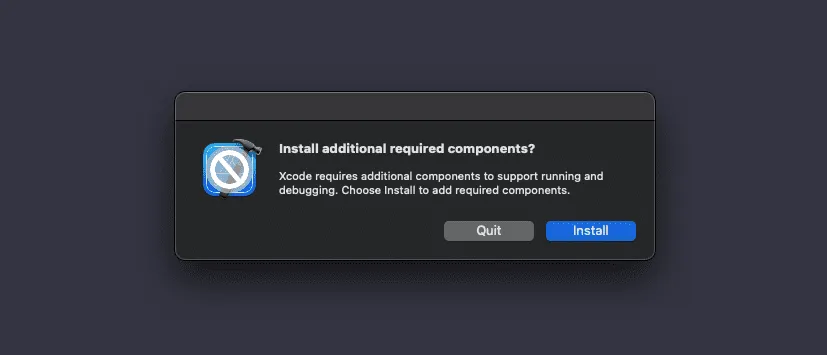 Install additional required components?
Xcode requires additional components to support running and
debugging. Choose Install to add required components.
Quit
Install